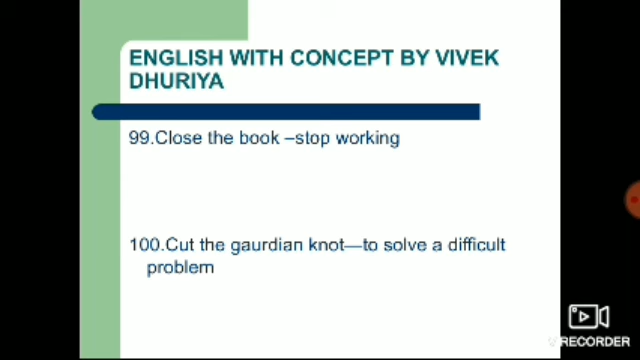 ENGLISH WITH CONCEPT BY VIVEK
DHURIYA
99.Close the book –stop working
100.Cut the gaurdian knot—to solve a difficult
problem
RECORDER